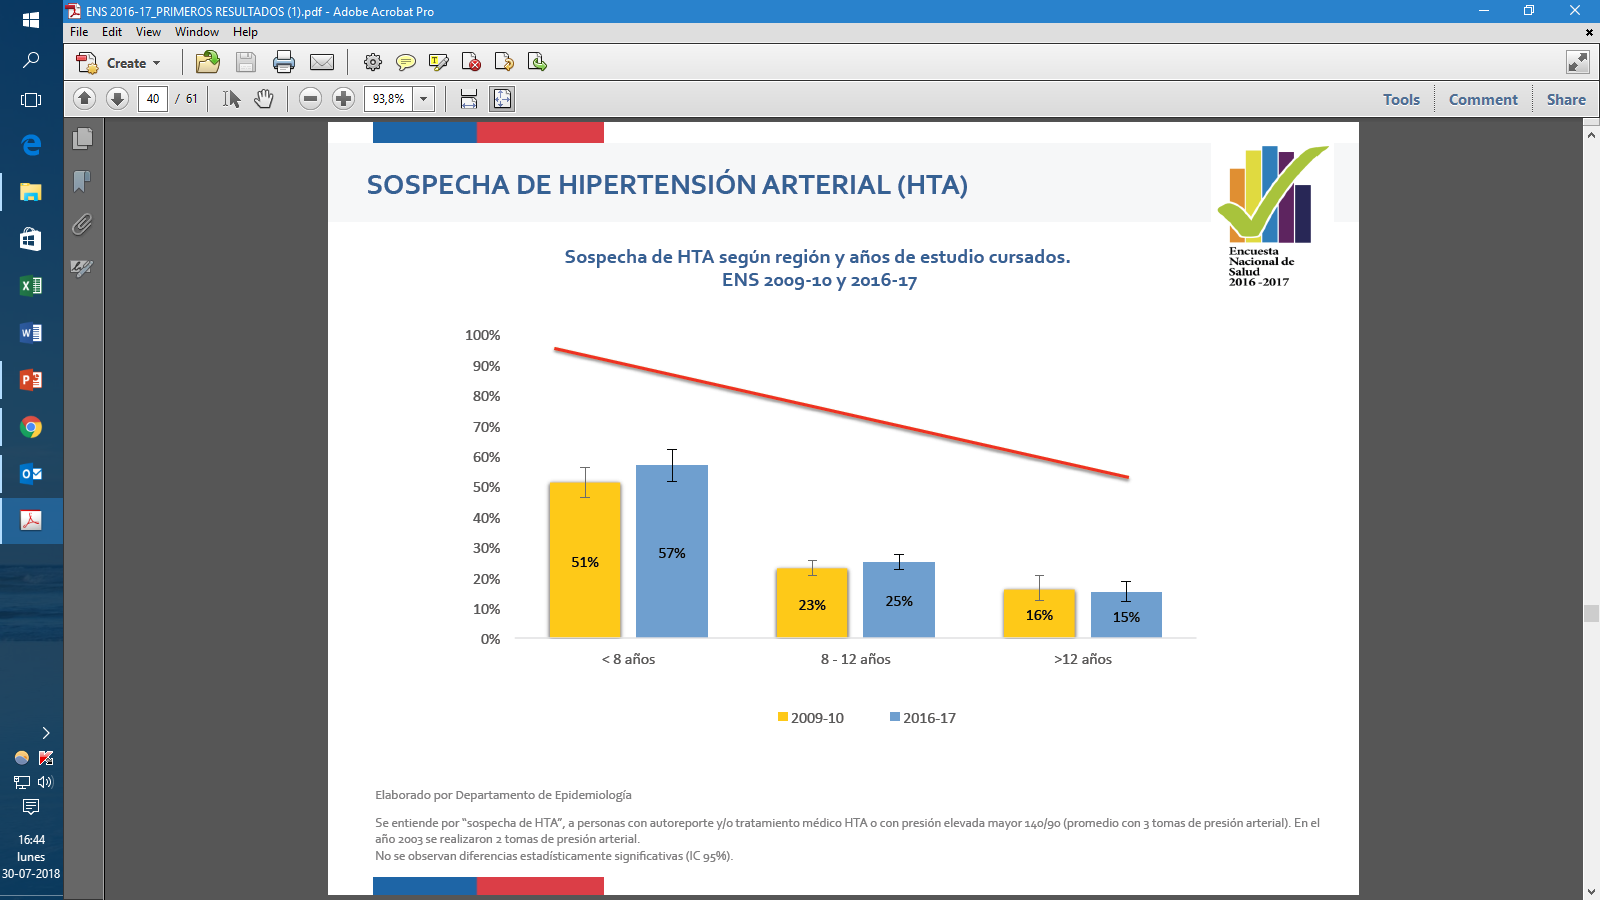 ENS 2016-17_PRIMEROS RESULTADOS (1).pdf - Adobe Acrobat Pro
File Edit View Window Help
Create
40 / 61
93,8%
Tools Comment Share
SOSPECHA DE HIPERTENSIÓN ARTERIAL (HTA)
Encuesta
Nacional de
Salud
2016 -2017
Sospecha de HTA según región y años de estudio cursados.
ENS 2009-10 y 2016-17
100%
90%
80%
70%
60%
50%
40%
30%
20%
10%
0%
51%
57%
23%
25%
16%
15%
< 8 años
8 - 12 años
>12 años
2009-10
2016-17
Elaborado por Departamento de Epidemiología
Se entiende por “sospecha de HTA”, a personas con autoreporte y/o tratamiento médico HTA o con presión elevada mayor 140/90 (promedio con 3 tomas de presión arterial). En el
año 2003 se realizaron 2 tomas de presión arterial.
No se observan diferencias estadísticamente significativas (IC 95%).
16:44
lunes
30-07-2018